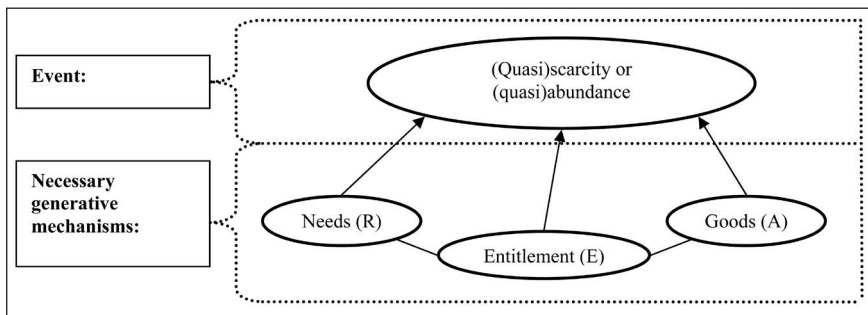 Event:
(Quasi)scarcity or
(quasi)abundance
Necessary
generative
mechanisms:
Needs (R)
Entitlement (E)
Goods (A)